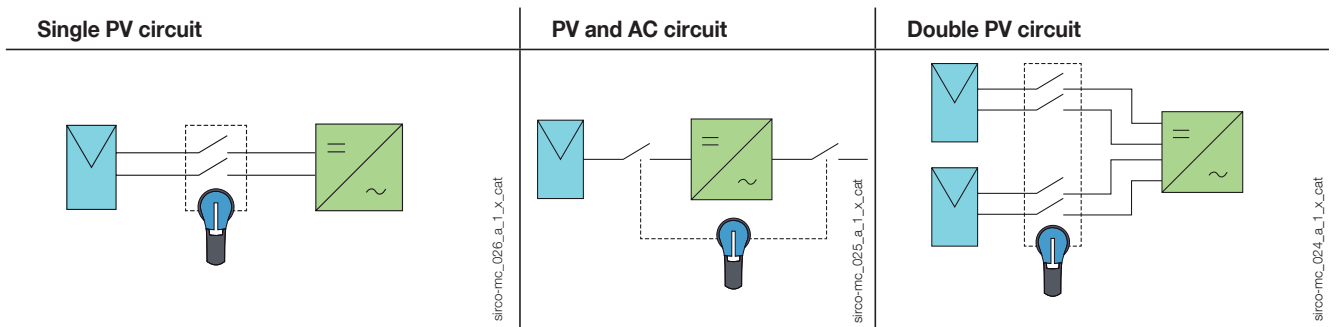 Single PV circuit
PV and AC circuit
Double PV circuit
sirco-mc_026_a_1_x_cat
sirco-mc_025_a_1_x_cat
sirco-mc_024_a_1_x_cat